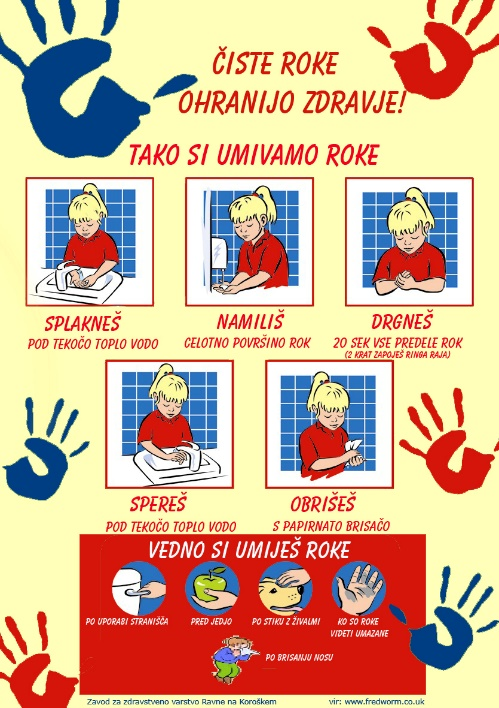 ČISTE ROKE
OHRANIJO ZDRAVJE!
TAKO SI UMIVAMO ROKE
SPLAKNEŠ
POD TEKOČO TOPLO VODO
NAMILIŠ
CELOTNO POVRŠINO ROK
DRGNEŠ
20 SEK VSE PREDELE ROK
(2 KRAT ZAPOJEŠ RINGA RAJA)
SPEREŠ
POD TEKOČO TOPLO VODO
OBRIŠEŠ
S PAPIRNATO BRISAČO
VEDNO SI UMIJEŠ ROKE
PO UPORABI STRANIŠČA
PRED JEDJO
PO STIKU Z ŽIVALMI
KO SO ROKE
VIDETI UMAZANE
PO BRISANJU NOSU
Zavod za zdravstveno varstvo Ravne na Koroškem
vir: www.fredworm.co.uk